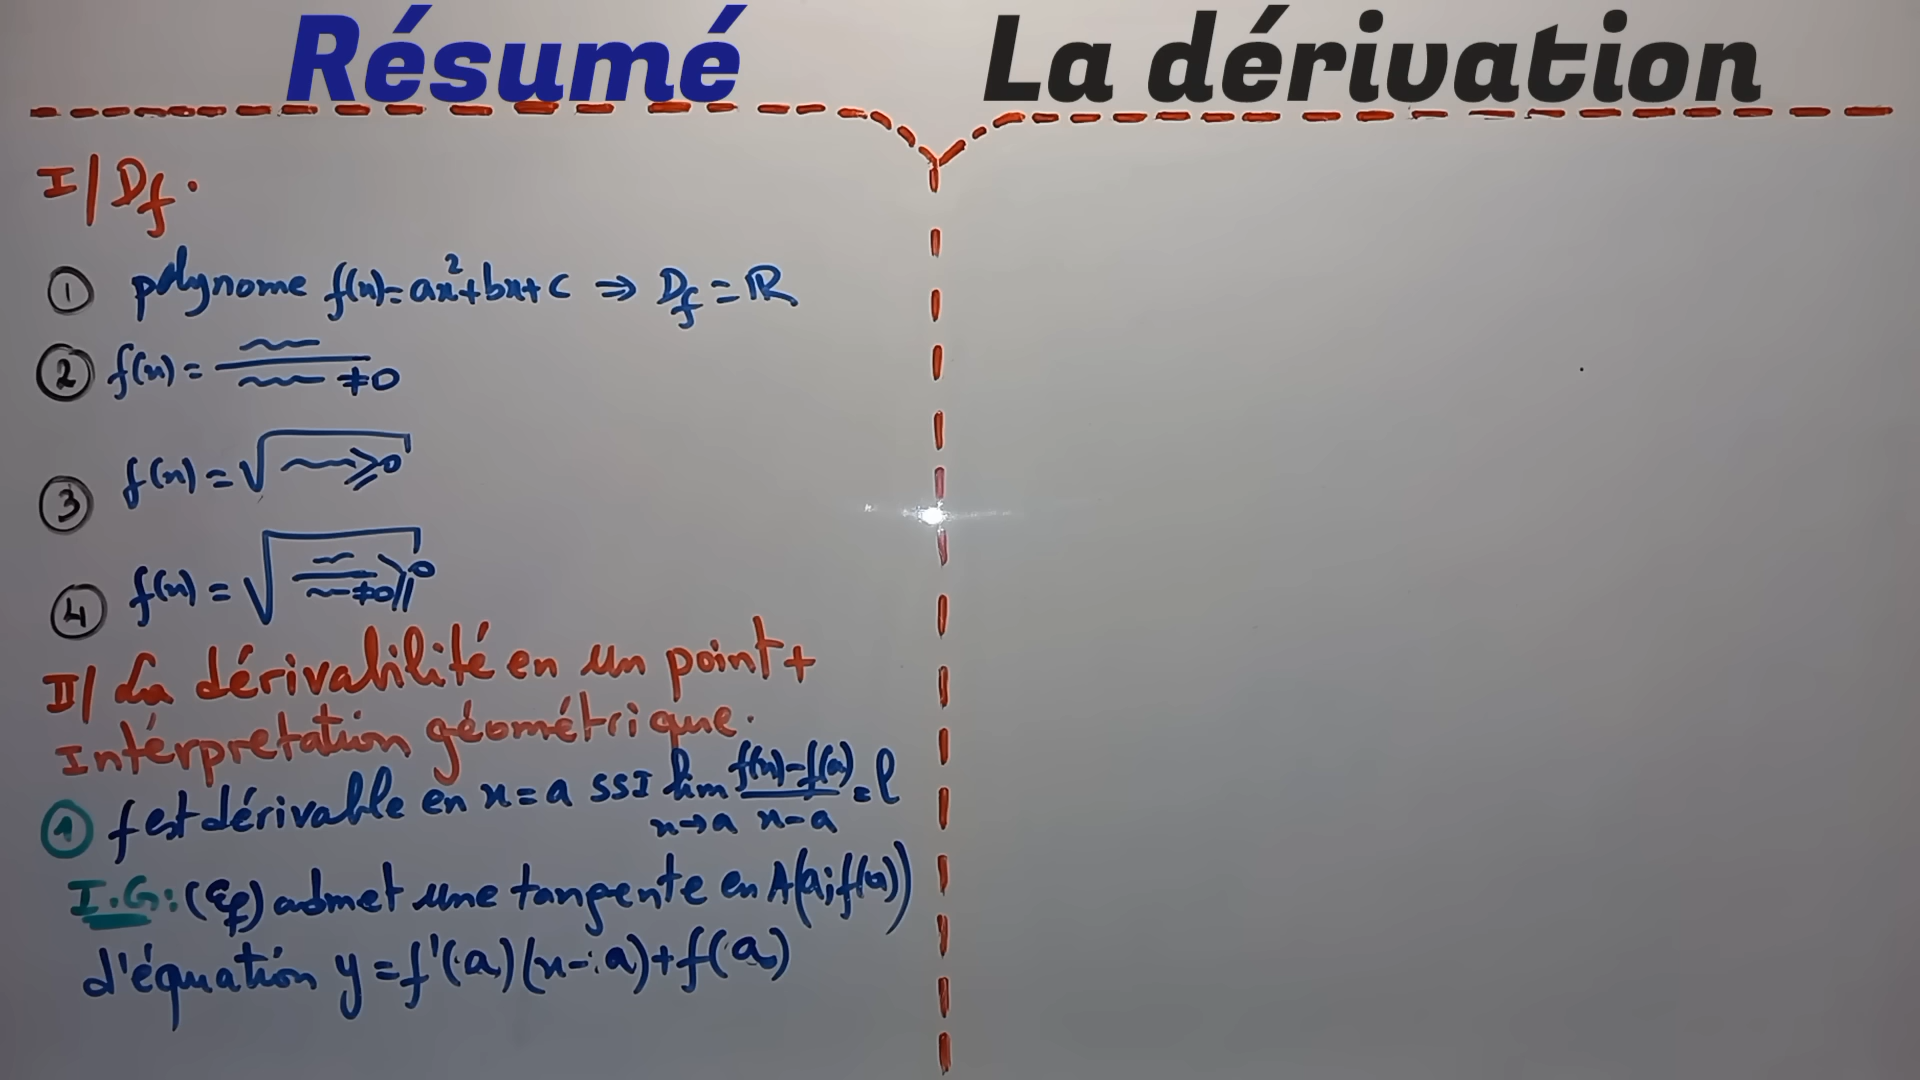 Résumé La dérivation
I/ Df.
① polynome f(x)=ax²+bx+c ⇒ Df = ℝ
② f(x) = ~~/~~≠0
③ f(x) = √~~≥0
④ f(x) = √(~~/~≠0) ≥0
II/ La dérivabilité en un point +
Intérpretation géométrique.
① f est dérivable en x=a SSI lim x→a (f(x)-f(a))/(x-a) = l
I.G: (Cf) admet une tangente en A(a;f(a))
d'équation y = f'(a)(x-a)+f(a)